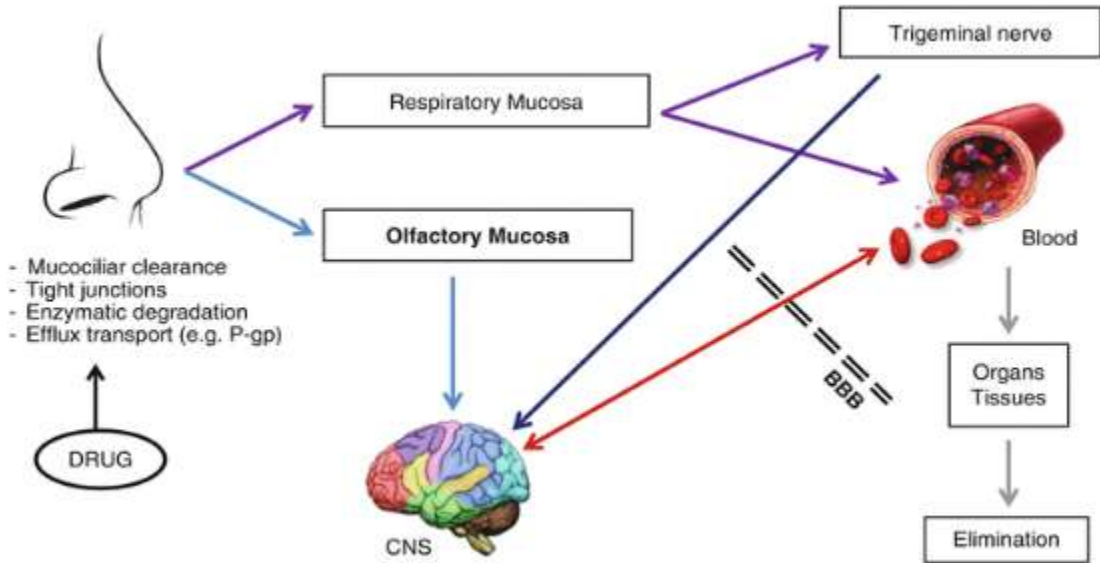 Trigeminal nerve
Respiratory Mucosa
Olfactory Mucosa
Blood
- Mucociliar clearance
- Tight junctions
- Enzymatic degradation
- Efflux transport (e.g. P-gp)
BBB
Organs
Tissues
DRUG
CNS
Elimination